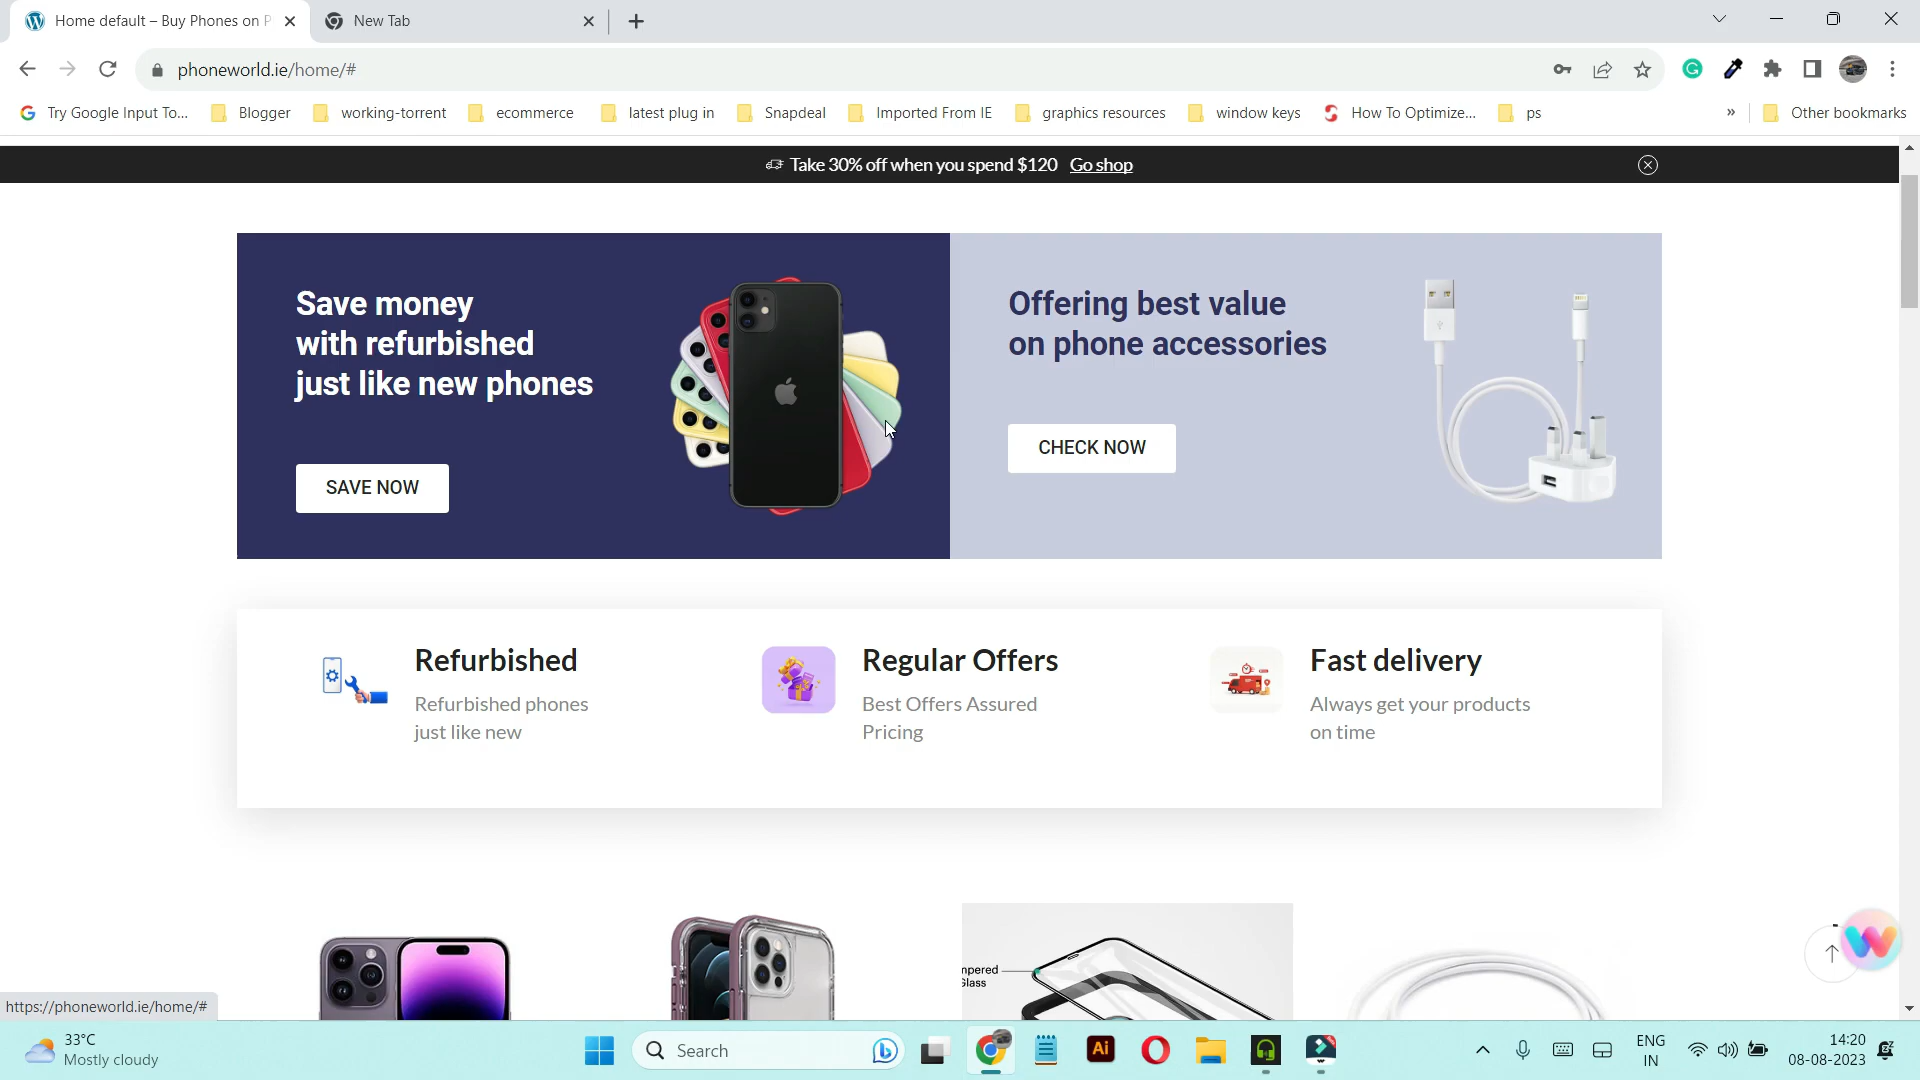 Home default – Buy Phones on P
New Tab
phoneworld.ie/home/#
Try Google Input To...
Blogger
working-torrent
ecommerce
latest plug in
Snapdeal
Imported From IE
graphics resources
window keys
How To Optimize...
ps
»
Other bookmarks
Take 30% off when you spend $120 Go shop
Save money
with refurbished
just like new phones
SAVE NOW
Offering best value
on phone accessories
CHECK NOW
Refurbished
Refurbished phones
just like new
Regular Offers
Best Offers Assured
Pricing
Fast delivery
Always get your products
on time
mpered
Glass
https://phoneworld.ie/home/#
33°C
Mostly cloudy
Search
Ai
ENG
IN
14:20
08-08-2023